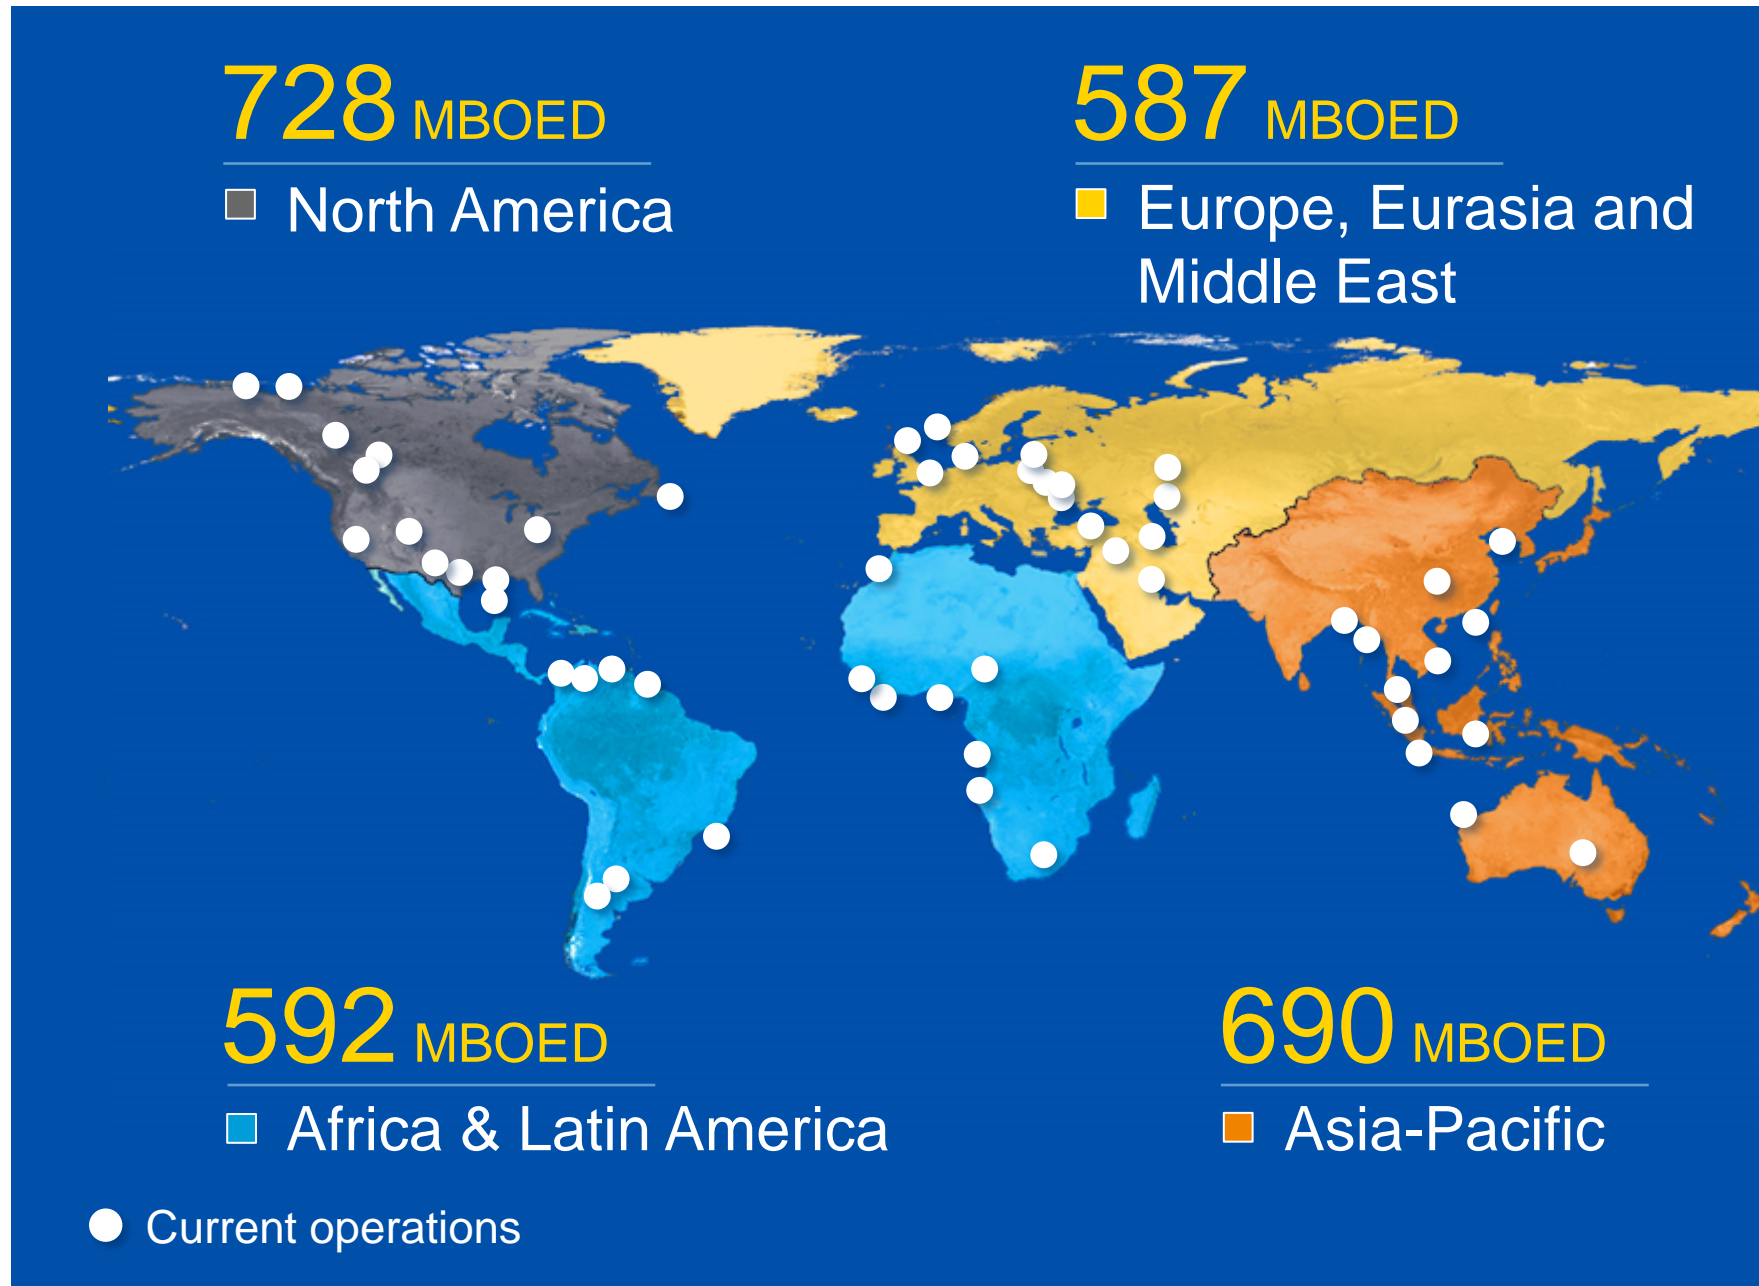 728 MBOED
North America
587 MBOED
Europe, Eurasia and
Middle East
592 MBOED
Africa & Latin America
690 MBOED
Asia-Pacific
Current operations